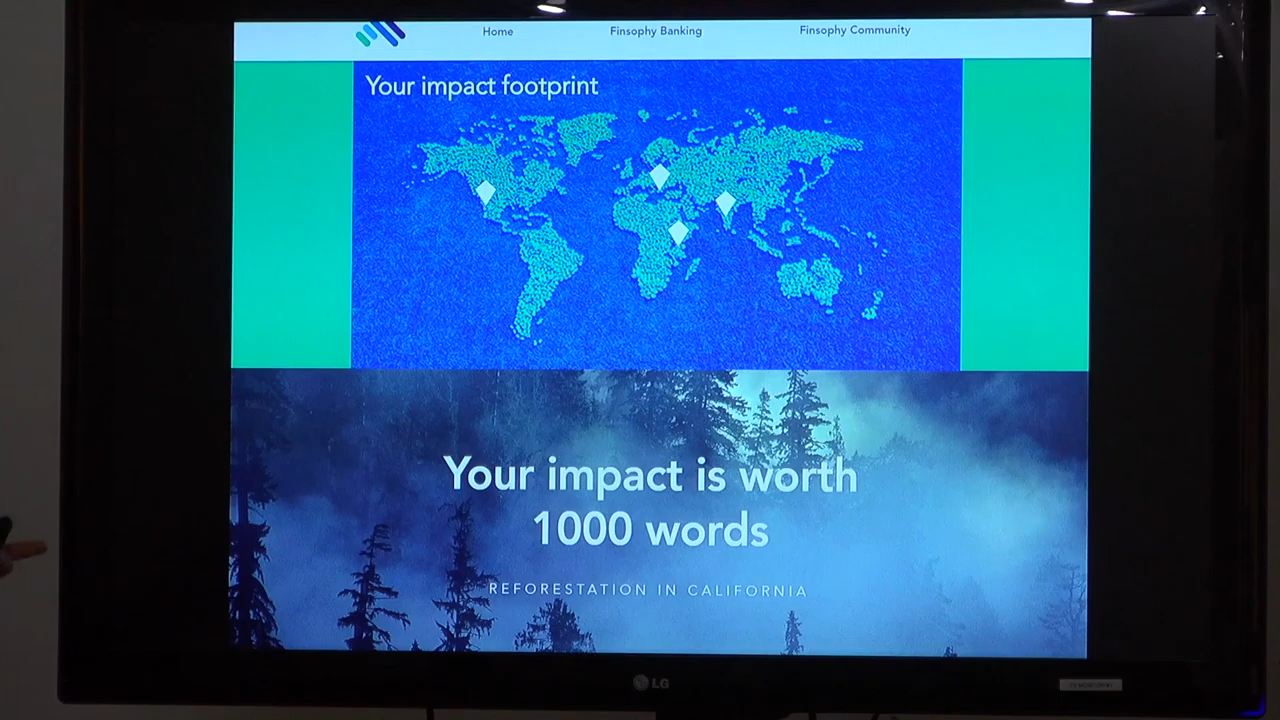 Home
Finsophy Banking
Finsophy Community
Your impact footprint
Your impact is worth
1000 words
REFORESTATION IN CALIFORNIA
LG